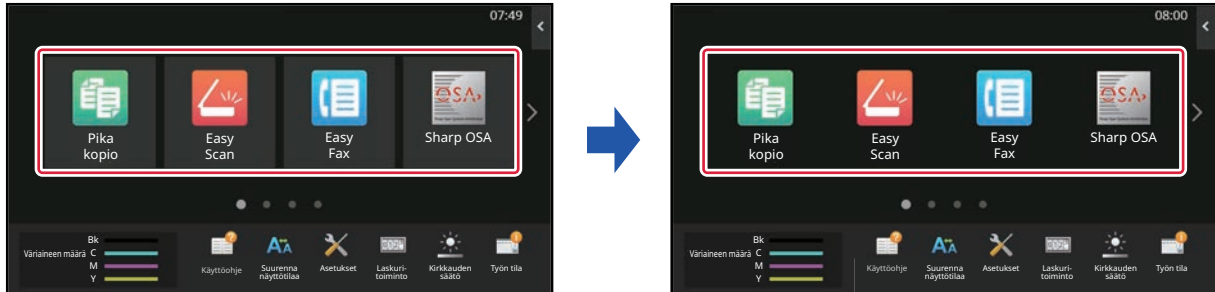 07:49
Pika
kopio
Easy
Scan
Easy
Fax
OSA
Sharp OSA
Väriaineen määrä
Bk
C
M
Y
Käyttöohje
Suurenna
näyttötilaa
Asetukset
Laskuri-
toiminto
Kirkkauden
säätö
Työn tila
08:00
Pika
kopio
Easy
Scan
Easy
Fax
OSA
Sharp OSA
Väriaineen määrä
Bk
C
M
Y
Käyttöohje
Suurenna
näyttötilaa
Asetukset
Laskuri-
toiminto
Kirkkauden
säätö
Työn tila